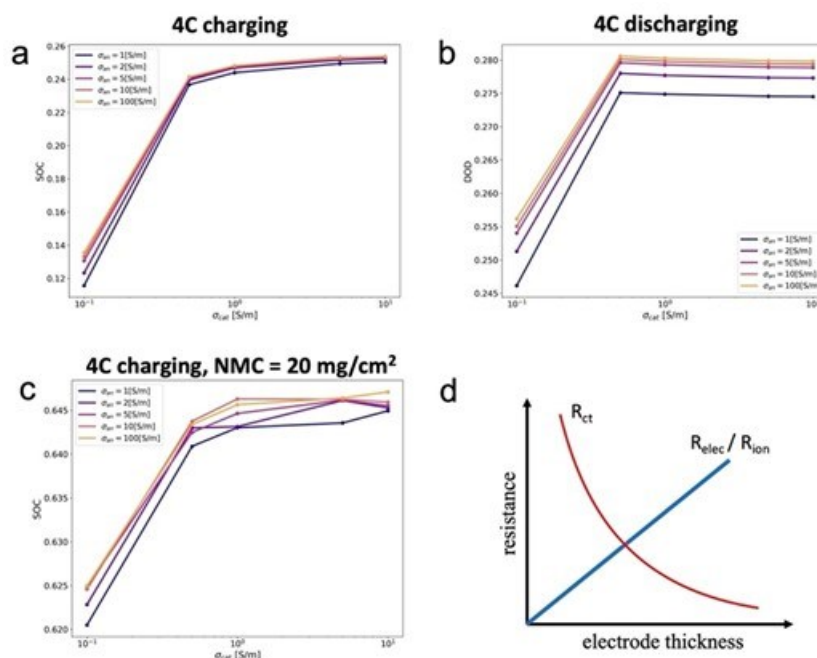 4C charging
a
0.26
0.24
0.22
0.20
0.18
0.16
0.14
0.12
SOC
σan = 1[S/m]
σan = 2[S/m]
σan = 5[S/m]
σan = 10[S/m]
σan = 100[S/m]
10⁻¹
10⁰
10¹
σcat [S/m]
4C discharging
b
0.280
0.275
0.270
0.265
0.260
0.255
0.250
0.245
DOD
σan = 1[S/m]
σan = 2[S/m]
σan = 5[S/m]
σan = 10[S/m]
σan = 100[S/m]
10⁻¹
10⁰
σcat [S/m]
4C charging, NMC = 20 mg/cm²
c
0.645
0.640
0.635
0.630
0.625
0.620
SOC
σan = 1[S/m]
σan = 2[S/m]
σan = 5[S/m]
σan = 10[S/m]
σan = 100[S/m]
10⁻¹
10⁰
10¹
σcat [S/m]
d
Rct
Relec / Rion
resistance
electrode thickness